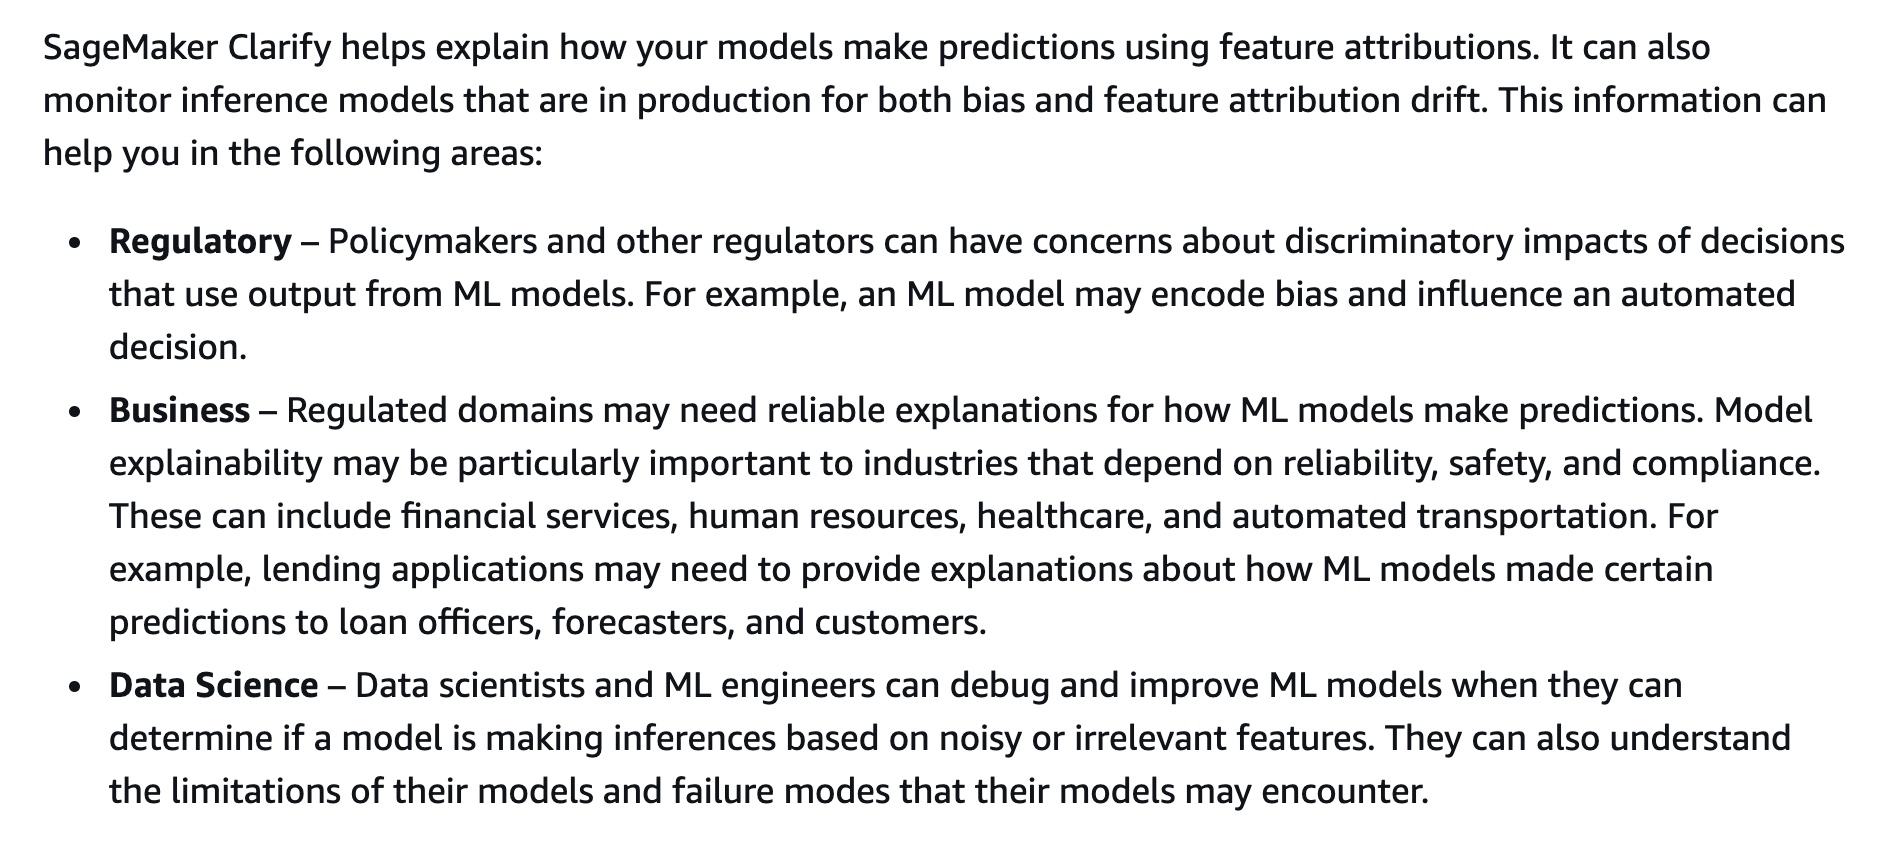 SageMaker Clarify helps explain how your models make predictions using feature attributions. It can also
monitor inference models that are in production for both bias and feature attribution drift. This information can
help you in the following areas:
• Regulatory – Policymakers and other regulators can have concerns about discriminatory impacts of decisions
that use output from ML models. For example, an ML model may encode bias and influence an automated
decision.
• Business – Regulated domains may need reliable explanations for how ML models make predictions. Model
explainability may be particularly important to industries that depend on reliability, safety, and compliance.
These can include financial services, human resources, healthcare, and automated transportation. For
example, lending applications may need to provide explanations about how ML models made certain
predictions to loan officers, forecasters, and customers.
• Data Science – Data scientists and ML engineers can debug and improve ML models when they can
determine if a model is making inferences based on noisy or irrelevant features. They can also understand
the limitations of their models and failure modes that their models may encounter.